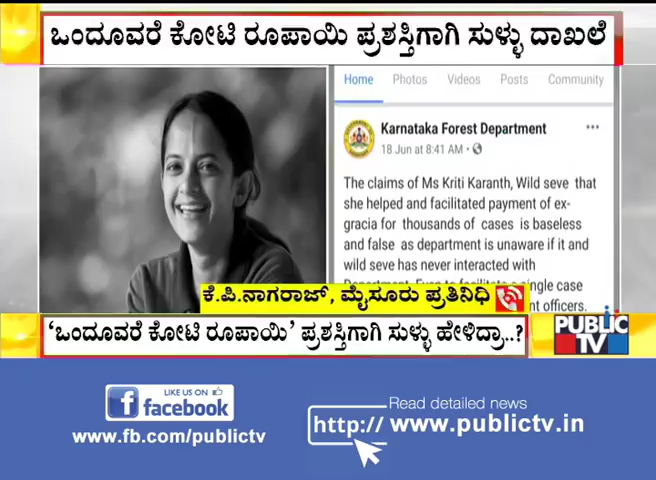 ಒಂದೂವರೆ ಕೋಟಿ ರೂಪಾಯಿ ಪ್ರಶಸ್ತಿಗಾಗಿ ಸುಳ್ಳು ದಾಖಲೆ
Home Photos Videos Posts Community
Karnataka Forest Department
18 Jun at 8:41 AM
The claims of Ms Kriti Karanth, Wild seve that
she helped and facilitated payment of ex-
gracia for thousands of cases is baseless
and false as department is unaware if it and
wild seve has never interacted with
single case
officers.
ಕೆ.ಪಿ.ನಾಗರಾಜ್, ಮೈಸೂರು ಪ್ರತಿನಿಧಿ
'ಒಂದೂವರೆ ಕೋಟಿ ರೂಪಾಯಿ' ಪ್ರಶಸ್ತಿಗಾಗಿ ಸುಳ್ಳು ಹೇಳಿದ್ರಾ..?
PUBLIC
TV
LIKE US ON
facebook
www.fb.com/publictv
Read detailed news
http:// www.publictv.in